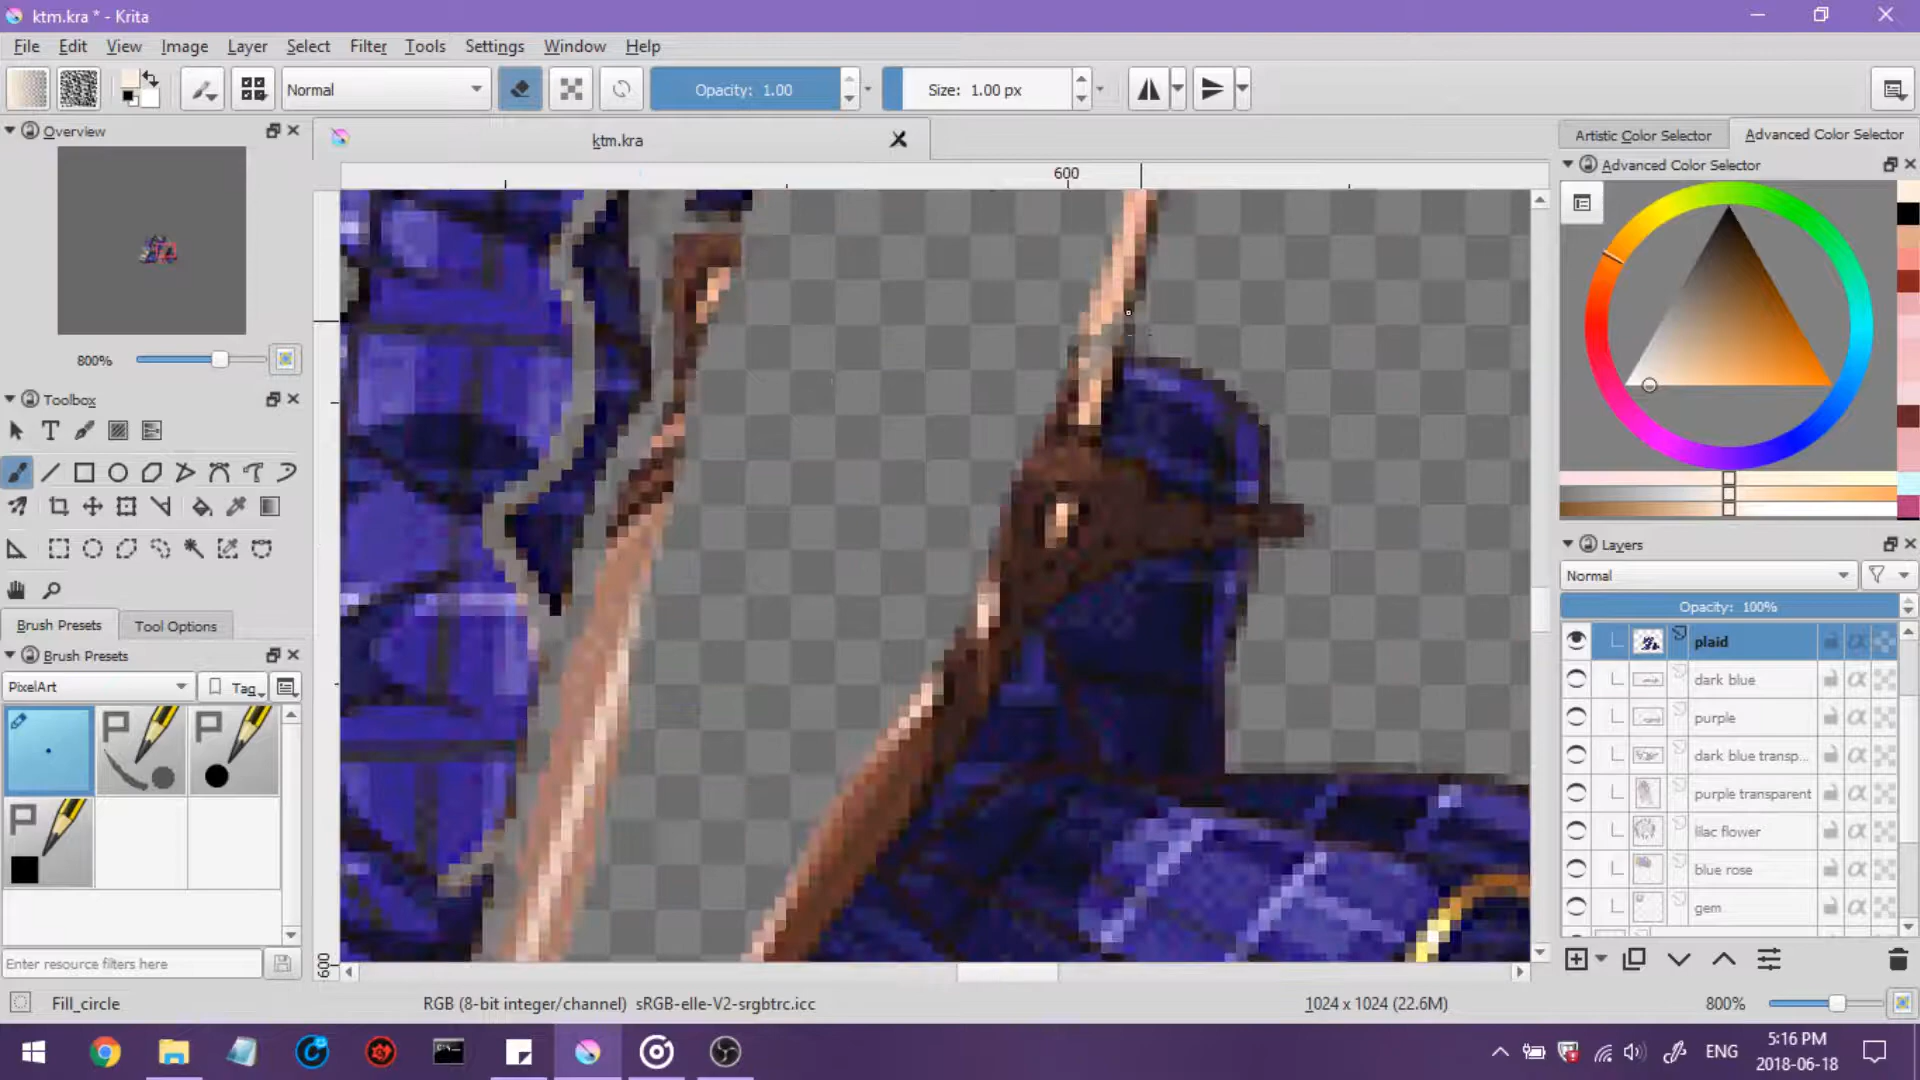 ktm.kra * - Krita
File Edit View Image Layer Select Filter Tools Settings Window Help
Normal
Opacity: 1.00
Size: 1.00 px
Overview
800%
Toolbox
T
Brush Presets
Tool Options
Brush Presets
PixelArt
Tag
P
P
P
Enter resource filters here
ktm.kra
600
600
Artistic Color Selector
Advanced Color Selector
Advanced Color Selector
Layers
Normal
Opacity: 100%
plaid
dark blue
purple
dark blue transp...
purple transparent
lilac flower
blue rose
gem
Fill_circle
RGB (8-bit integer/channel) sRGB-elle-V2-srgbtrc.icc
1024 x 1024 (22.6M)
800%
ENG
5:16 PM
2018-06-18